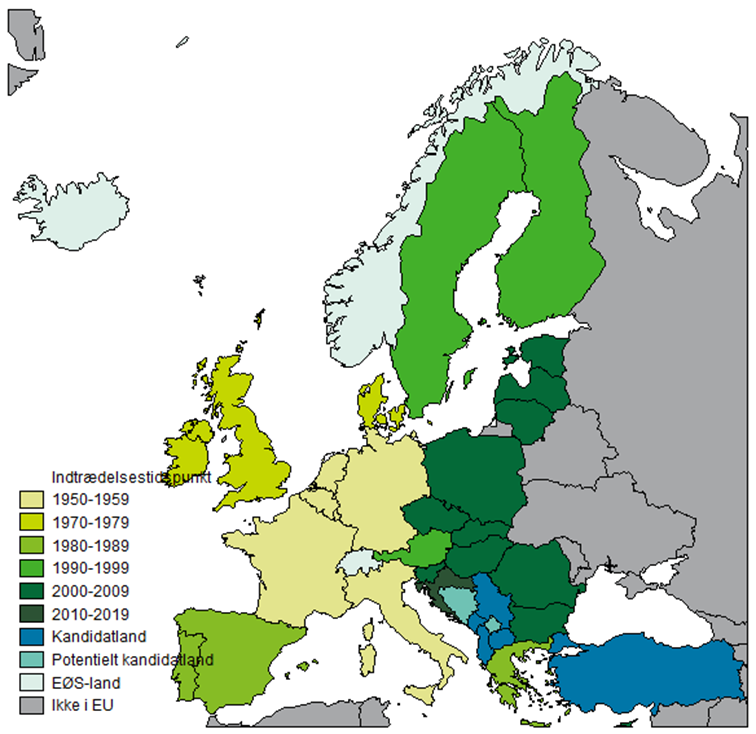 Indtrædelsestidspunkt
1950-1959
1970-1979
1980-1989
1990-1999
2000-2009
2010-2019
Kandidatland
Potentielt kandidatland
EØS-land
Ikke i EU